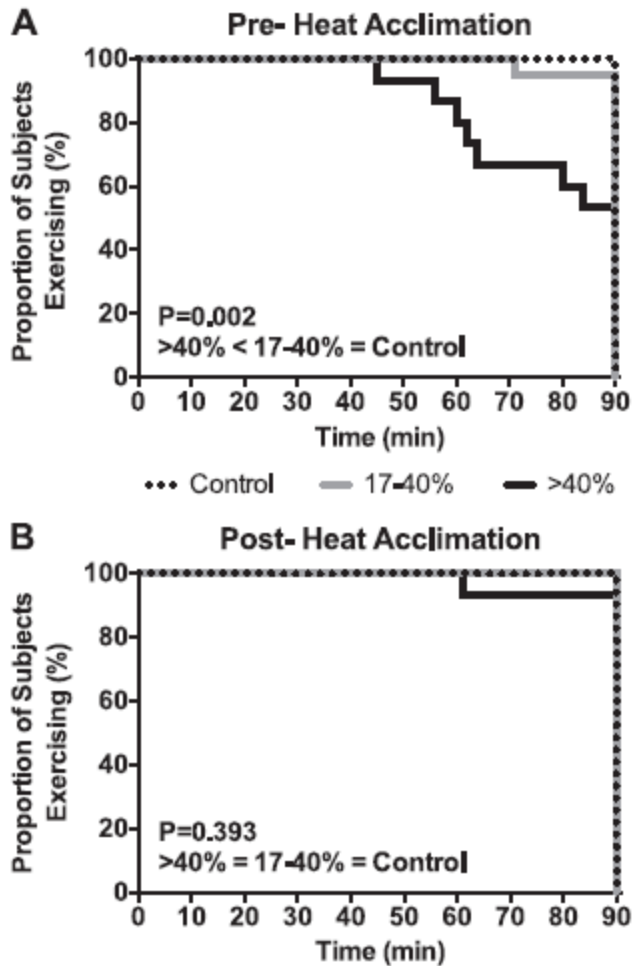 A
Pre- Heat Acclimation
Proportion of Subjects
Exercising (%)
100
80
60
40
20
0
P=0.002
>40% < 17-40% = Control
0 10 20 30 40 50 60 70 80 90
Time (min)
Control 17-40% >40%
B
Post- Heat Acclimation
Proportion of Subjects
Exercising (%)
100
80
60
40
20
0
P=0.393
>40% = 17-40% = Control
0 10 20 30 40 50 60 70 80 90
Time (min)